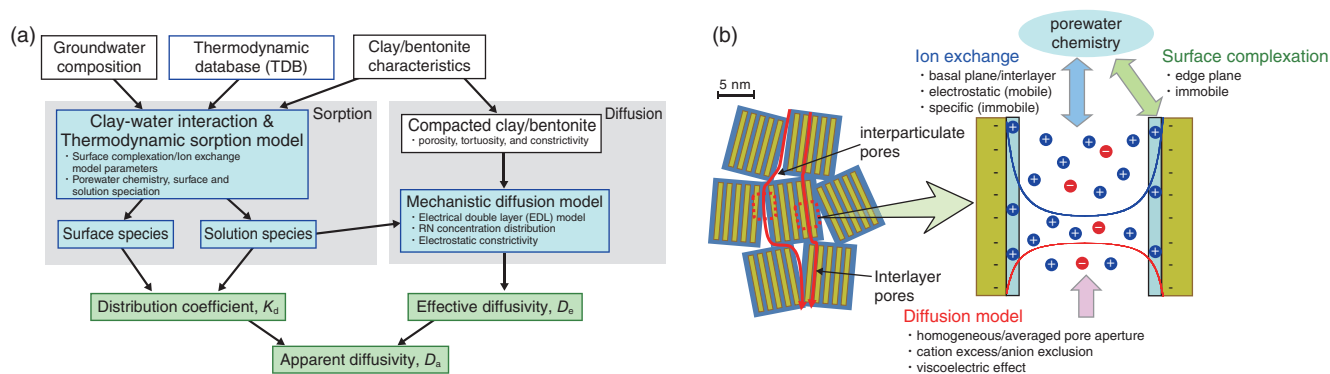 (a)
Groundwater
composition
Thermodynamic
database (TDB)
Clay/bentonite
characteristics
Sorption
Diffusion
Clay-water interaction &
Thermodynamic sorption model
· Surface complexation/Ion exchange
model parameters
· Porewater chemistry, surface and
solution speciation
Compacted clay/bentonite
· porosity, tortuosity, and constrictivity
Mechanistic diffusion model
· Electrical double layer (EDL) model
· RN concentration distribution
· Electrostatic constrictivity
Surface species
Solution species
Distribution coefficient, Kd
Effective diffusivity, De
Apparent diffusivity, Da
(b)
porewater
chemistry
Ion exchange
· basal plane/interlayer
· electrostatic (mobile)
· specific (immobile)
Surface complexation
· edge plane
· immobile
5 nm
interparticulate
pores
Interlayer
pores
Diffusion model
· homogeneous/averaged pore aperture
· cation excess/anion exclusion
· viscoelectric effect